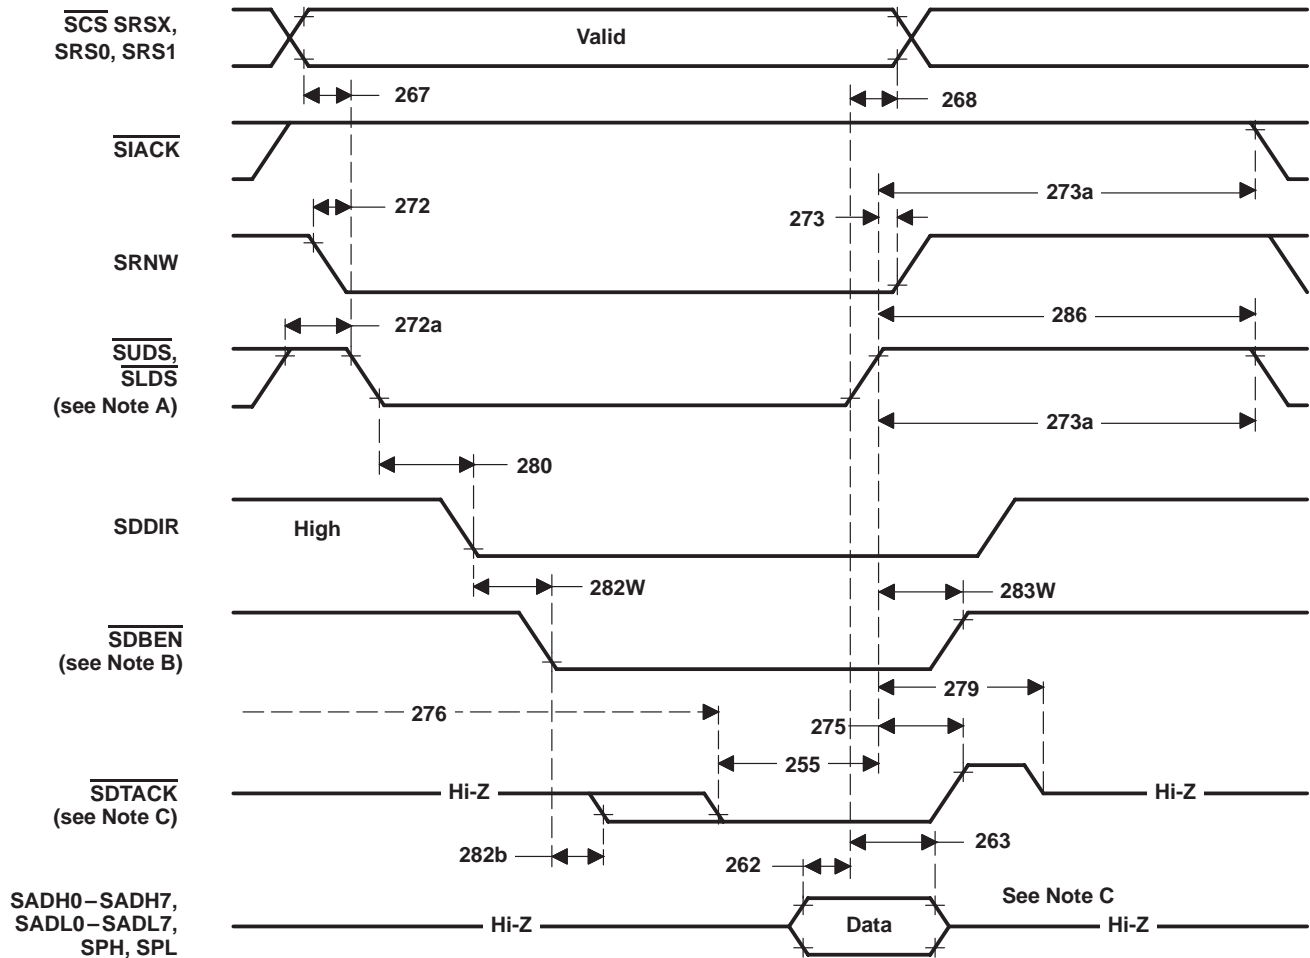 SCS SRSX,
SRS0, SRS1
Valid
267
268
SIACK
273a
272
273
SRNW
286
272a
SUDS,
SLDS
(see Note A)
273a
280
SDDIR
High
282W
283W
SDBEN
(see Note B)
279
276
275
255
SDTACK
(see Note C)
Hi-Z
Hi-Z
282b
262
263
SADH0–SADH7,
SADL0–SADL7,
SPH, SPL
Hi-Z
Data
See Note C
Hi-Z